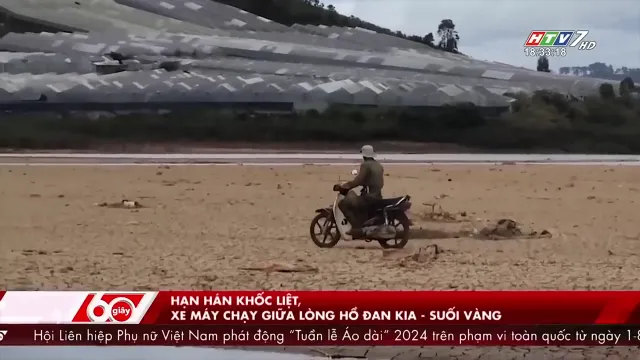 HTV7 HD
18:33:18
60 giây
HẠN HÁN KHỐC LIỆT,
XE MÁY CHẠY GIỮA LÒNG HỒ ĐAN KIA - SUỐI VÀNG
Hội Liên hiệp Phụ nữ Việt Nam phát động “Tuần lễ Áo dài” 2024 trên phạm vi toàn quốc từ ngày 1-8